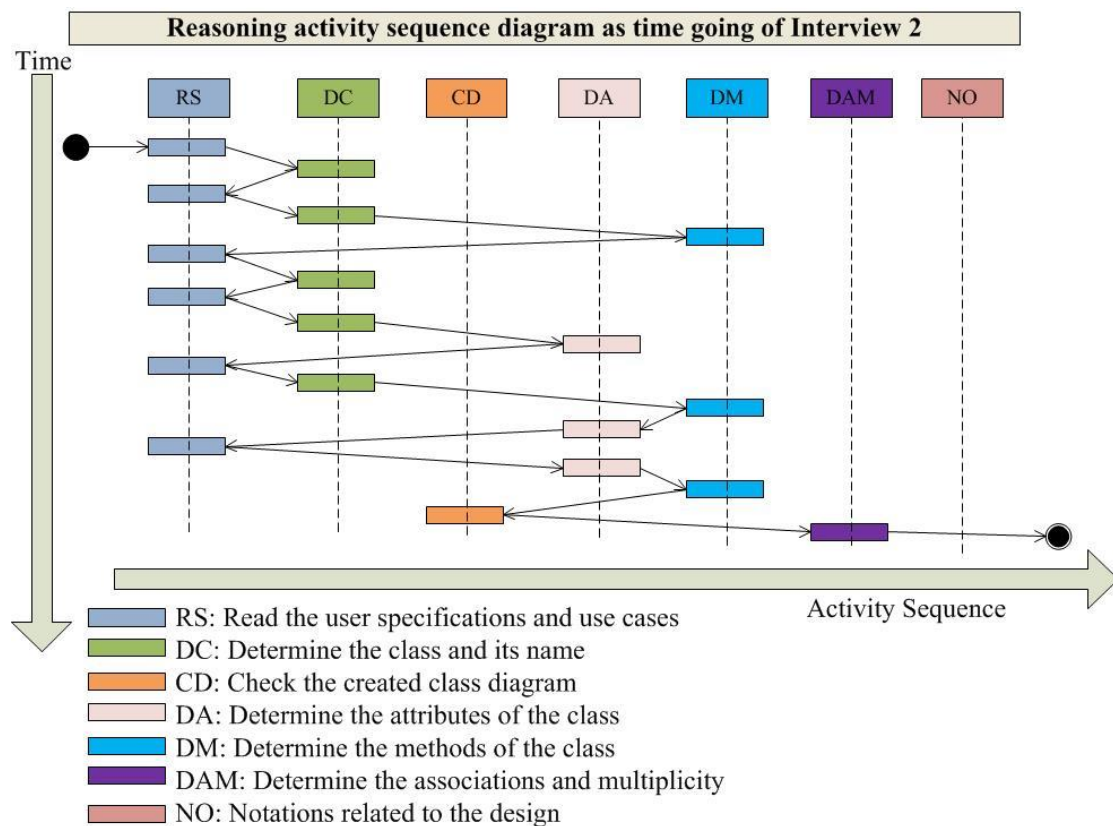 Reasoning activity sequence diagram as time going of Interview 2
Time
RS DC CD DA DM DAM NO
Activity Sequence
RS: Read the user specifications and use cases
DC: Determine the class and its name
CD: Check the created class diagram
DA: Determine the attributes of the class
DM: Determine the methods of the class
DAM: Determine the associations and multiplicity
NO: Notations related to the design